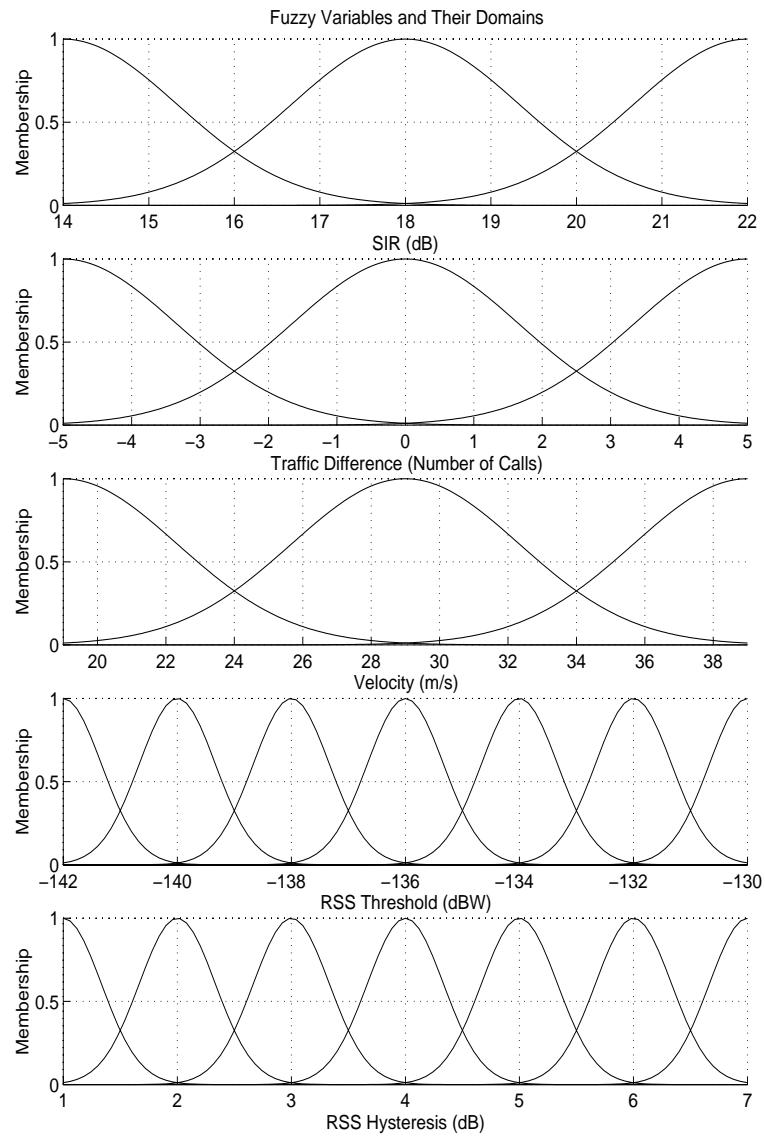 Fuzzy Variables and Their Domains
1
0.5
0
Membership
14 15 16 17 18 19 20 21 22
SIR (dB)
1
0.5
0
Membership
−5 −4 −3 −2 −1 0 1 2 3 4 5
Traffic Difference (Number of Calls)
1
0.5
0
Membership
20 22 24 26 28 30 32 34 36 38
Velocity (m/s)
1
0.5
0
Membership
−142 −140 −138 −136 −134 −132 −130
RSS Threshold (dBW)
1
0.5
0
Membership
1 2 3 4 5 6 7
RSS Hysteresis (dB)